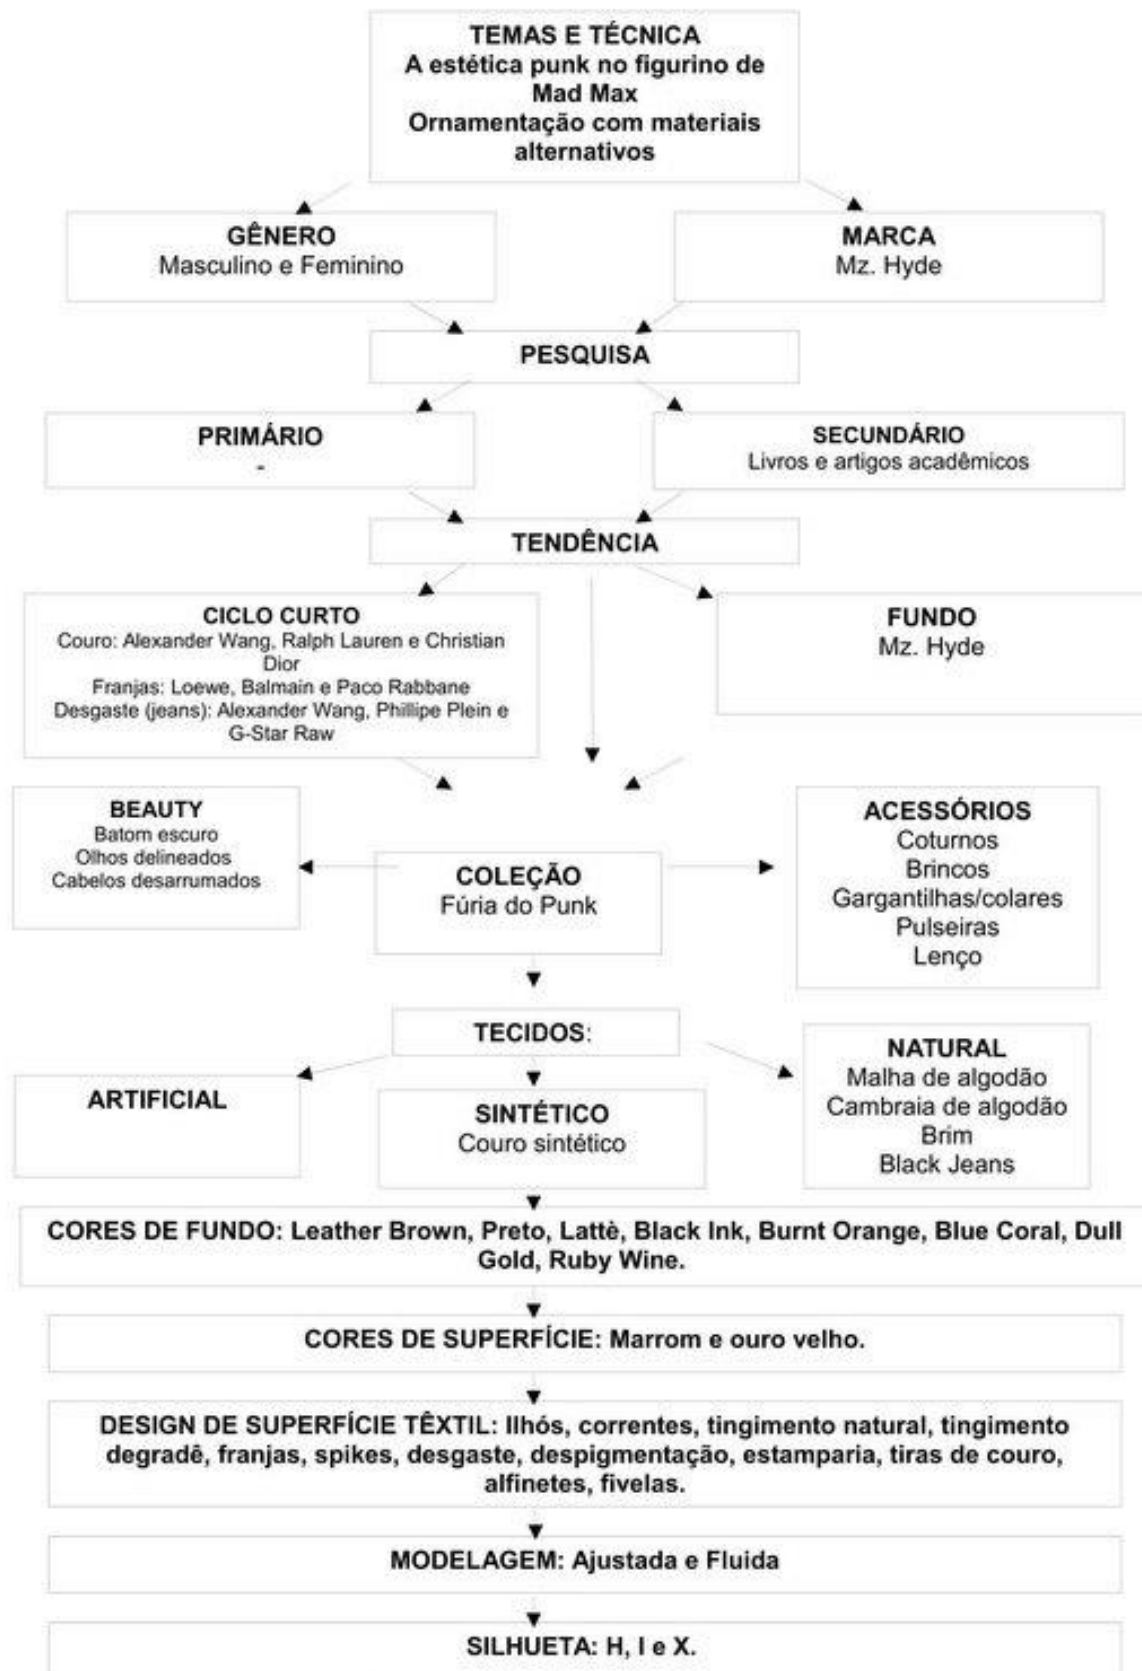 TEMAS E TÉCNICA
A estética punk no figurino de
Mad Max
Ornamentação com materiais
alternativos
GÊNERO
Masculino e Feminino
MARCA
Mz. Hyde
PESQUISA
PRIMÁRIO
-
SECUNDÁRIO
Livros e artigos acadêmicos
TENDÊNCIA
CICLO CURTO
Couro: Alexander Wang, Ralph Lauren e Christian
Dior
Franjas: Loewe, Balmain e Paco Rabbane
Desgaste (jeans): Alexander Wang, Phillipe Plein e
G-Star Raw
FUNDO
Mz. Hyde
BEAUTY
Batom escuro
Olhos delineados
Cabelos desarrumados
COLEÇÃO
Fúria do Punk
ACESSÓRIOS
Coturnos
Brincos
Gargantilhas/colares
Pulseiras
Lenço
TECIDOS:
ARTIFICIAL
SINTÉTICO
Couro sintético
NATURAL
Malha de algodão
Cambraia de algodão
Brim
Black Jeans
CORES DE FUNDO: Leather Brown, Preto, Lattè, Black Ink, Burnt Orange, Blue Coral, Dull
Gold, Ruby Wine.
CORES DE SUPERFÍCIE: Marrom e ouro velho.
DESIGN DE SUPERFÍCIE TÊXTIL: Ilhós, correntes, tingimento natural, tingimento
degradê, franjas, spikes, desgaste, despigmentação, estamparia, tiras de couro,
alfinetes, fivelas.
MODELAGEM: Ajustada e Fluida
SILHUETA: H, I e X.